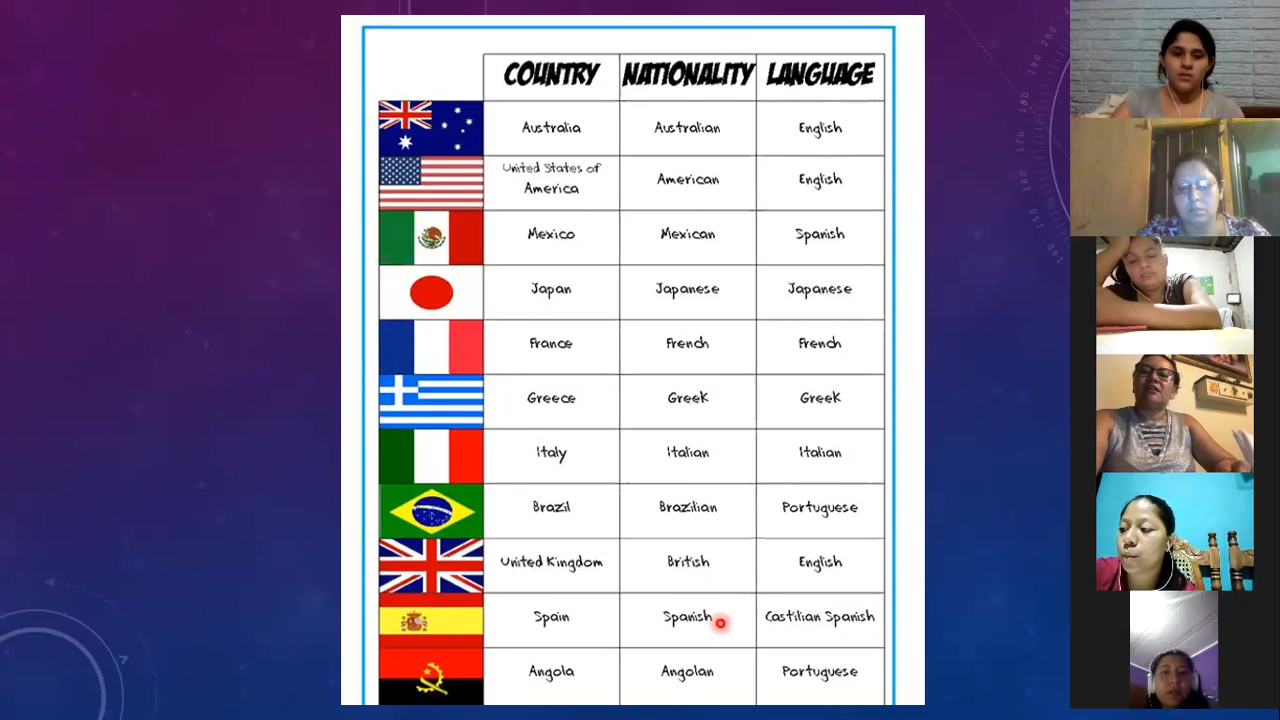 COUNTRY NATIONALITY LANGUAGE
Australia Australian English
United States of
America American English
Mexico Mexican Spanish
Japan Japanese Japanese
France French French
Greece Greek Greek
Italy Italian Italian
Brazil Brazilian Portuguese
United Kingdom British English
Spain Spanish Castilian Spanish
Angola Angolan Portuguese